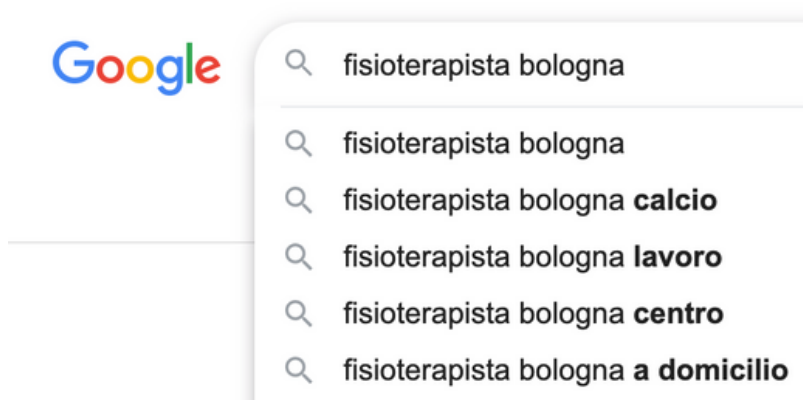 Google
fisioterapista bologna
fisioterapista bologna
fisioterapista bologna calcio
fisioterapista bologna lavoro
fisioterapista bologna centro
fisioterapista bologna a domicilio